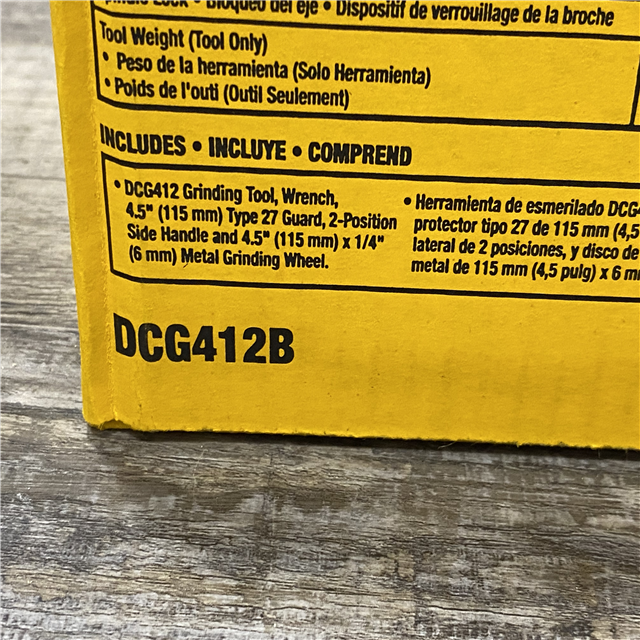 Bloqueo del eje • Dispositif de verrouillage de la broche
Tool Weight (Tool Only)
• Peso de la herramienta (Solo Herramienta)
• Poids de l'outi (Outil Seulement)
INCLUDES • INCLUYE • COMPREND
• DCG412 Grinding Tool, Wrench,
4.5" (115 mm) Type 27 Guard, 2-Position
Side Handle and 4.5" (115 mm) x 1/4"
(6 mm) Metal Grinding Wheel.
• Herramienta de esmerilado DCG4
protector tipo 27 de 115 mm (4,5
lateral de 2 posiciones, y disco de
metal de 115 mm (4,5 pulg) x 6 m
DCG412B